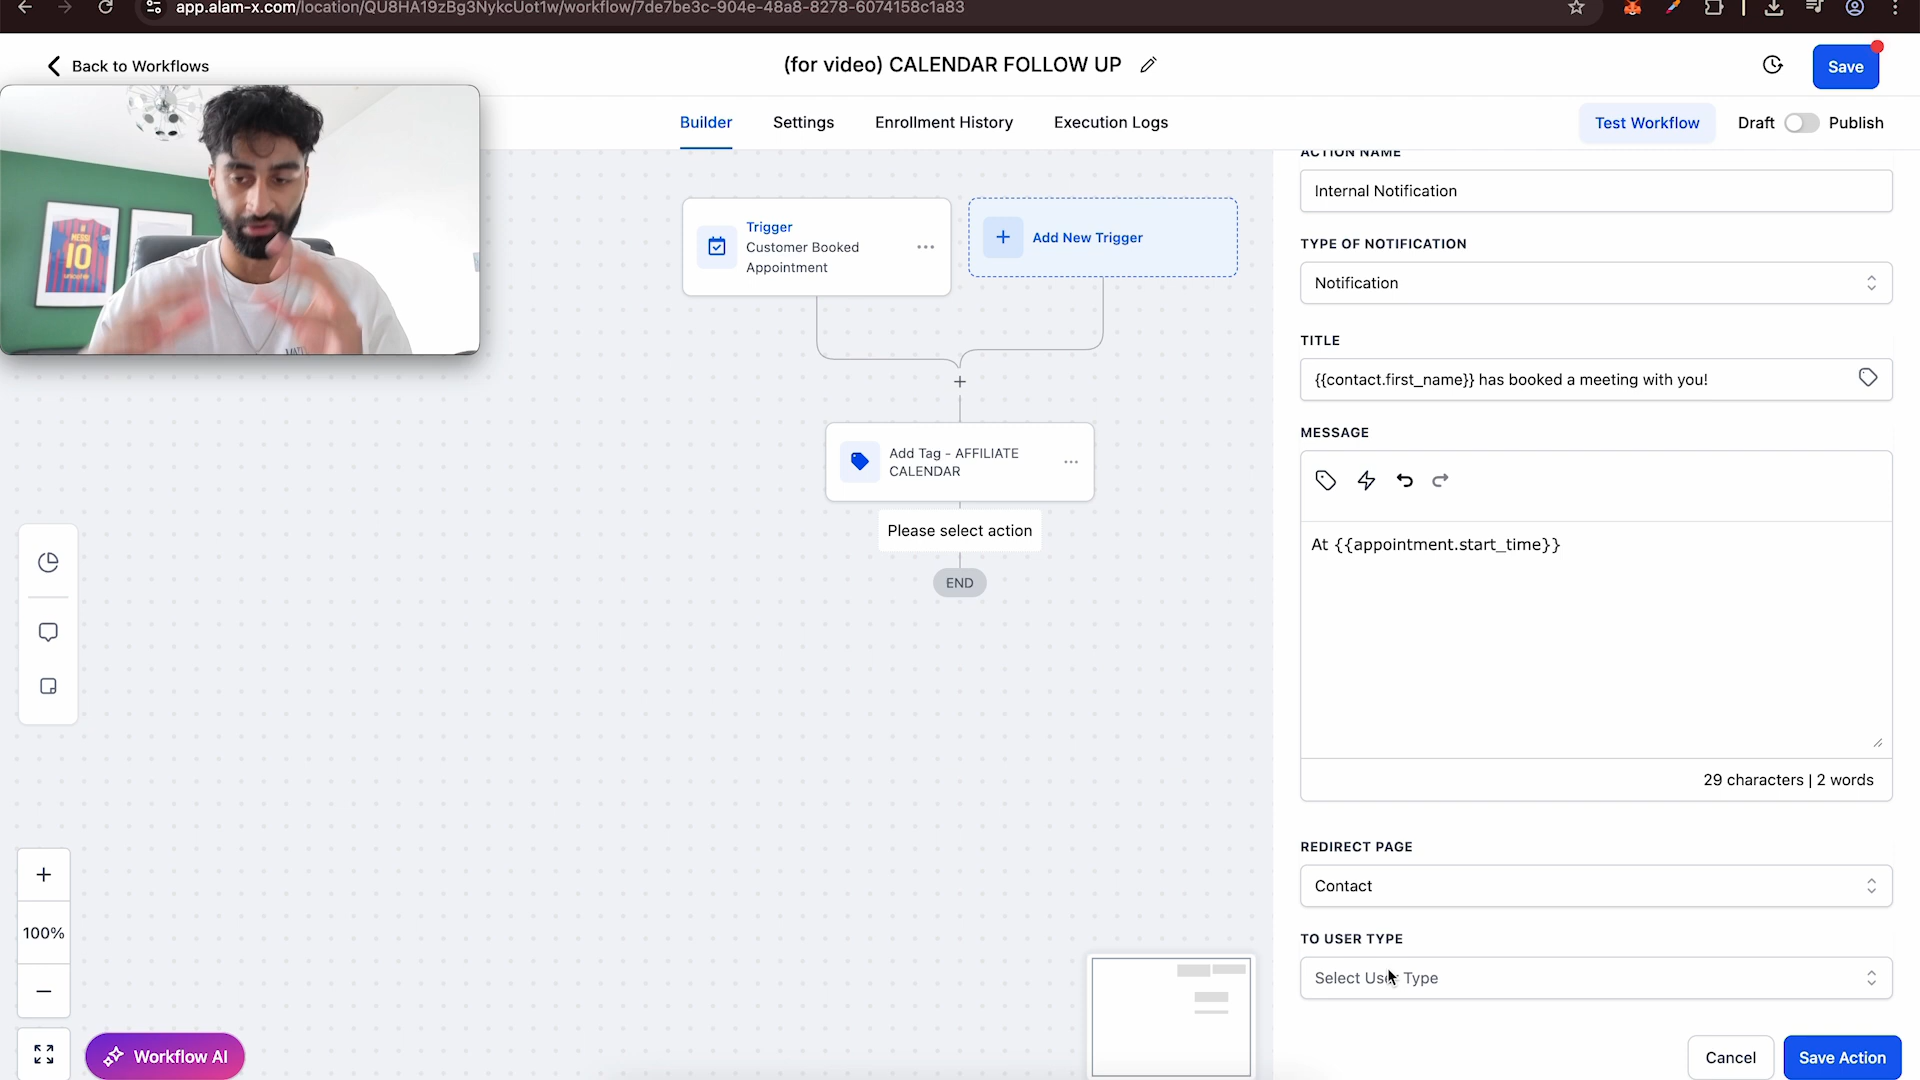 app.alam-x.com/location/QU8HA19zBg3NykcUot1w/workflow/7de7be3c-904e-48a8-8278-6074158c1a83
Back to Workflows
(for video) CALENDAR FOLLOW UP
Save
Builder
Settings
Enrollment History
Execution Logs
Test Workflow
Draft
Publish
MESSI
10
Trigger
Customer Booked
Appointment
Add New Trigger
Add Tag - AFFILIATE
CALENDAR
Please select action
END
ACTION NAME
Internal Notification
TYPE OF NOTIFICATION
Notification
TITLE
{{contact.first_name}} has booked a meeting with you!
MESSAGE
At {{appointment.start_time}}
29 characters | 2 words
REDIRECT PAGE
Contact
TO USER TYPE
Select User Type
Cancel
Save Action
100%
Workflow AI